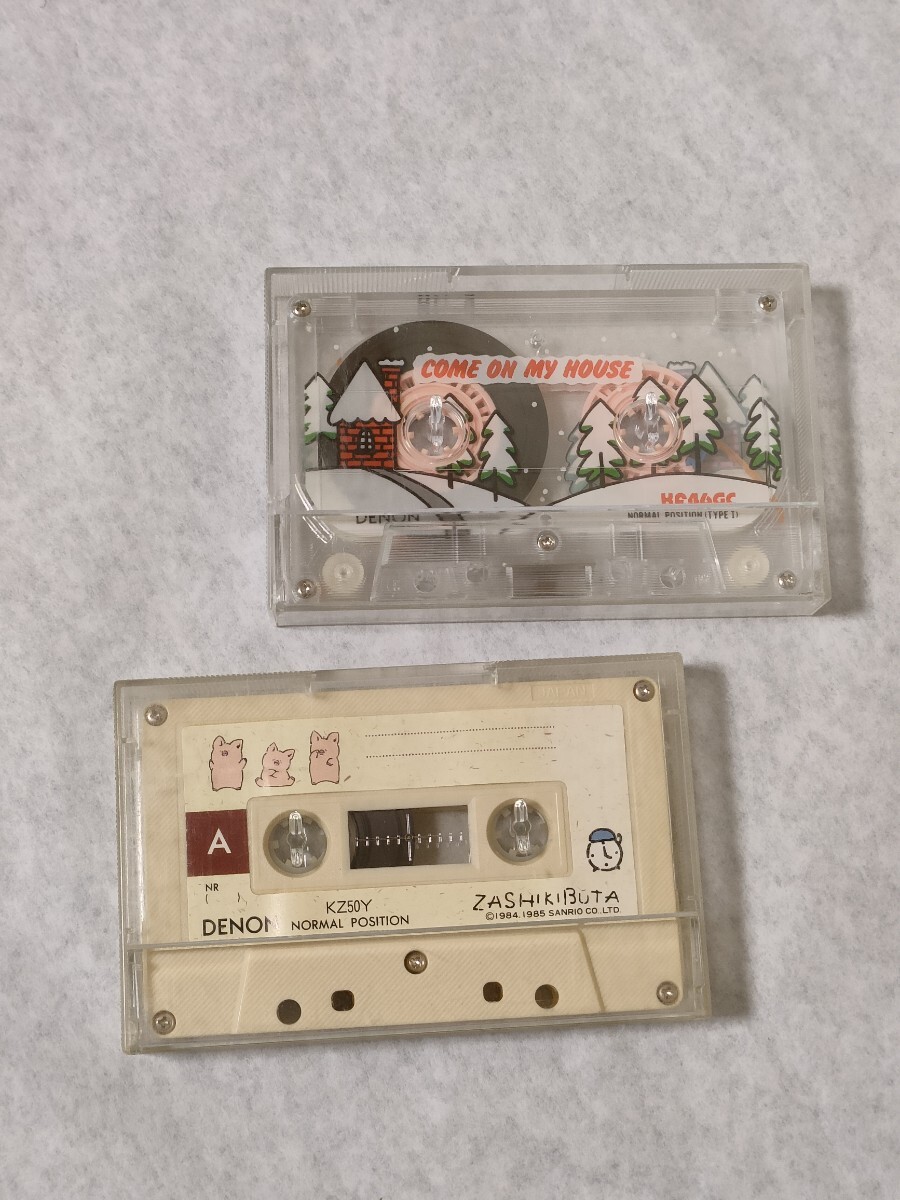 COME ON MY HOUSE
DENON
NORMAL POSITION (TYPE I)
JAPAN
A
NR
( )
KZ50Y
DENON NORMAL POSITION
ZASHIKIBUTA
©1984.1985 SANRIO CO.,LTD.